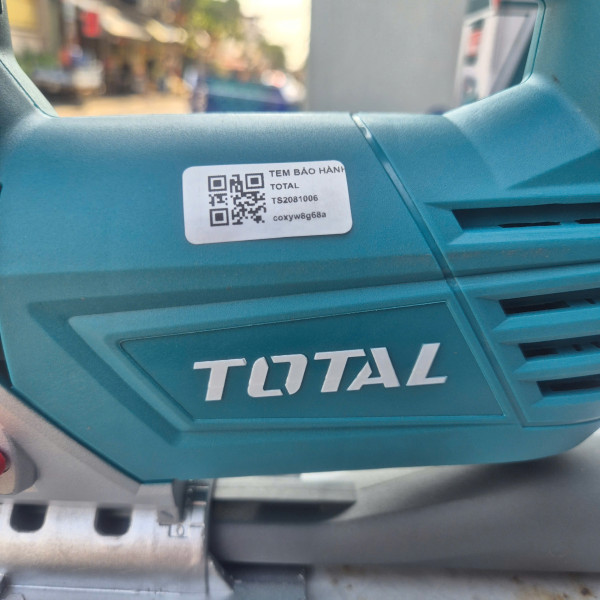 TEM BẢO HÀNH
TOTAL
TS2081006
coxyw8g68a
TOTAL